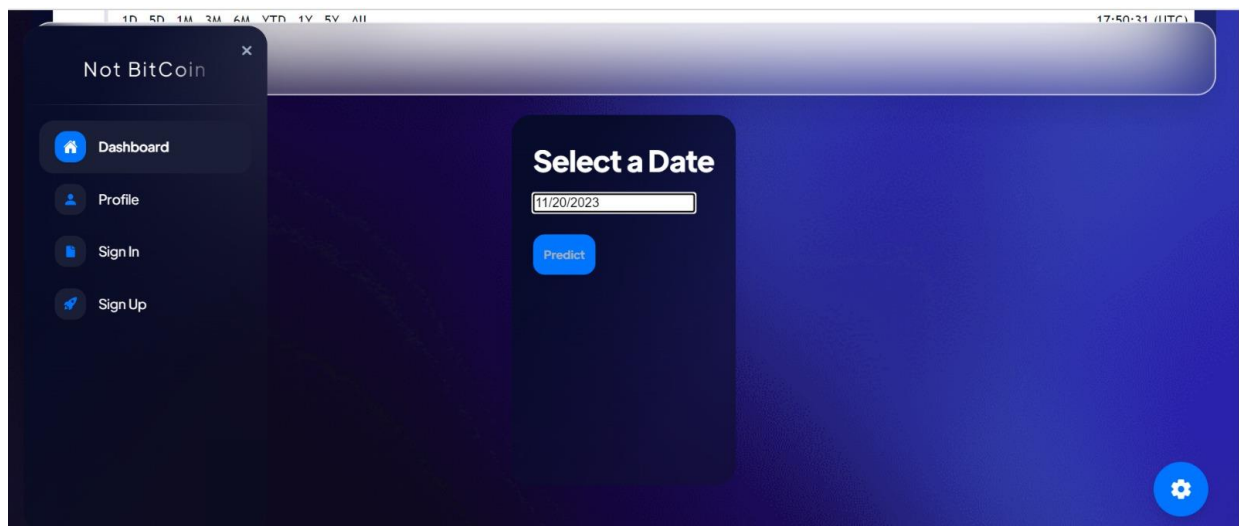 1D 5D 1M 3M 6M YTD 1Y 5Y All
17:50:31 (UTC)
Not BitCoin
Dashboard
Profile
Sign In
Sign Up
Select a Date
11/20/2023
Predict